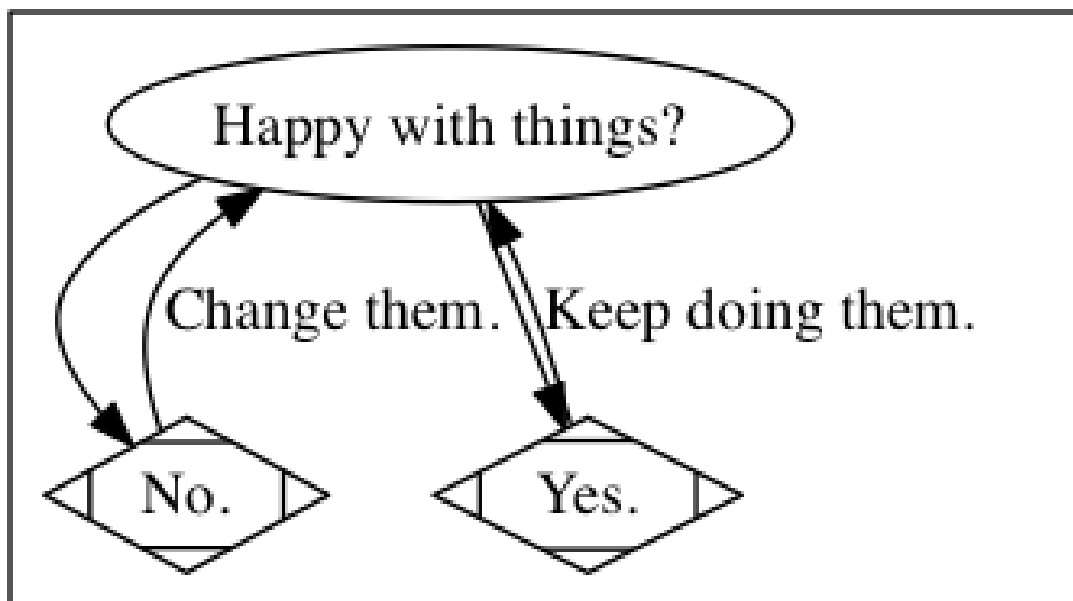 Happy with things?
Change them.
Keep doing them.
No.
Yes.